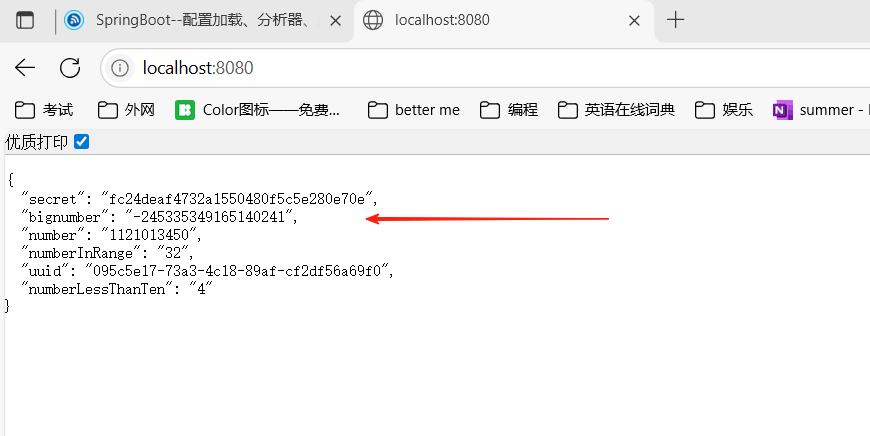 SpringBoot--配置加载、分析器、
localhost:8080
localhost:8080
考试
外网
Color图标——免费...
better me
编程
英语在线词典
娱乐
summer -
优质打印
{
"secret": "fc24deaf4732a1550480f5c5e280e70e",
"bignumber": "-245335349165140241",
"number": "1121013450",
"numberInRange": "32",
"uuid": "095c5e17-73a3-4c18-89af-cf2df56a69f0",
"numberLessThanTen": "4"
}